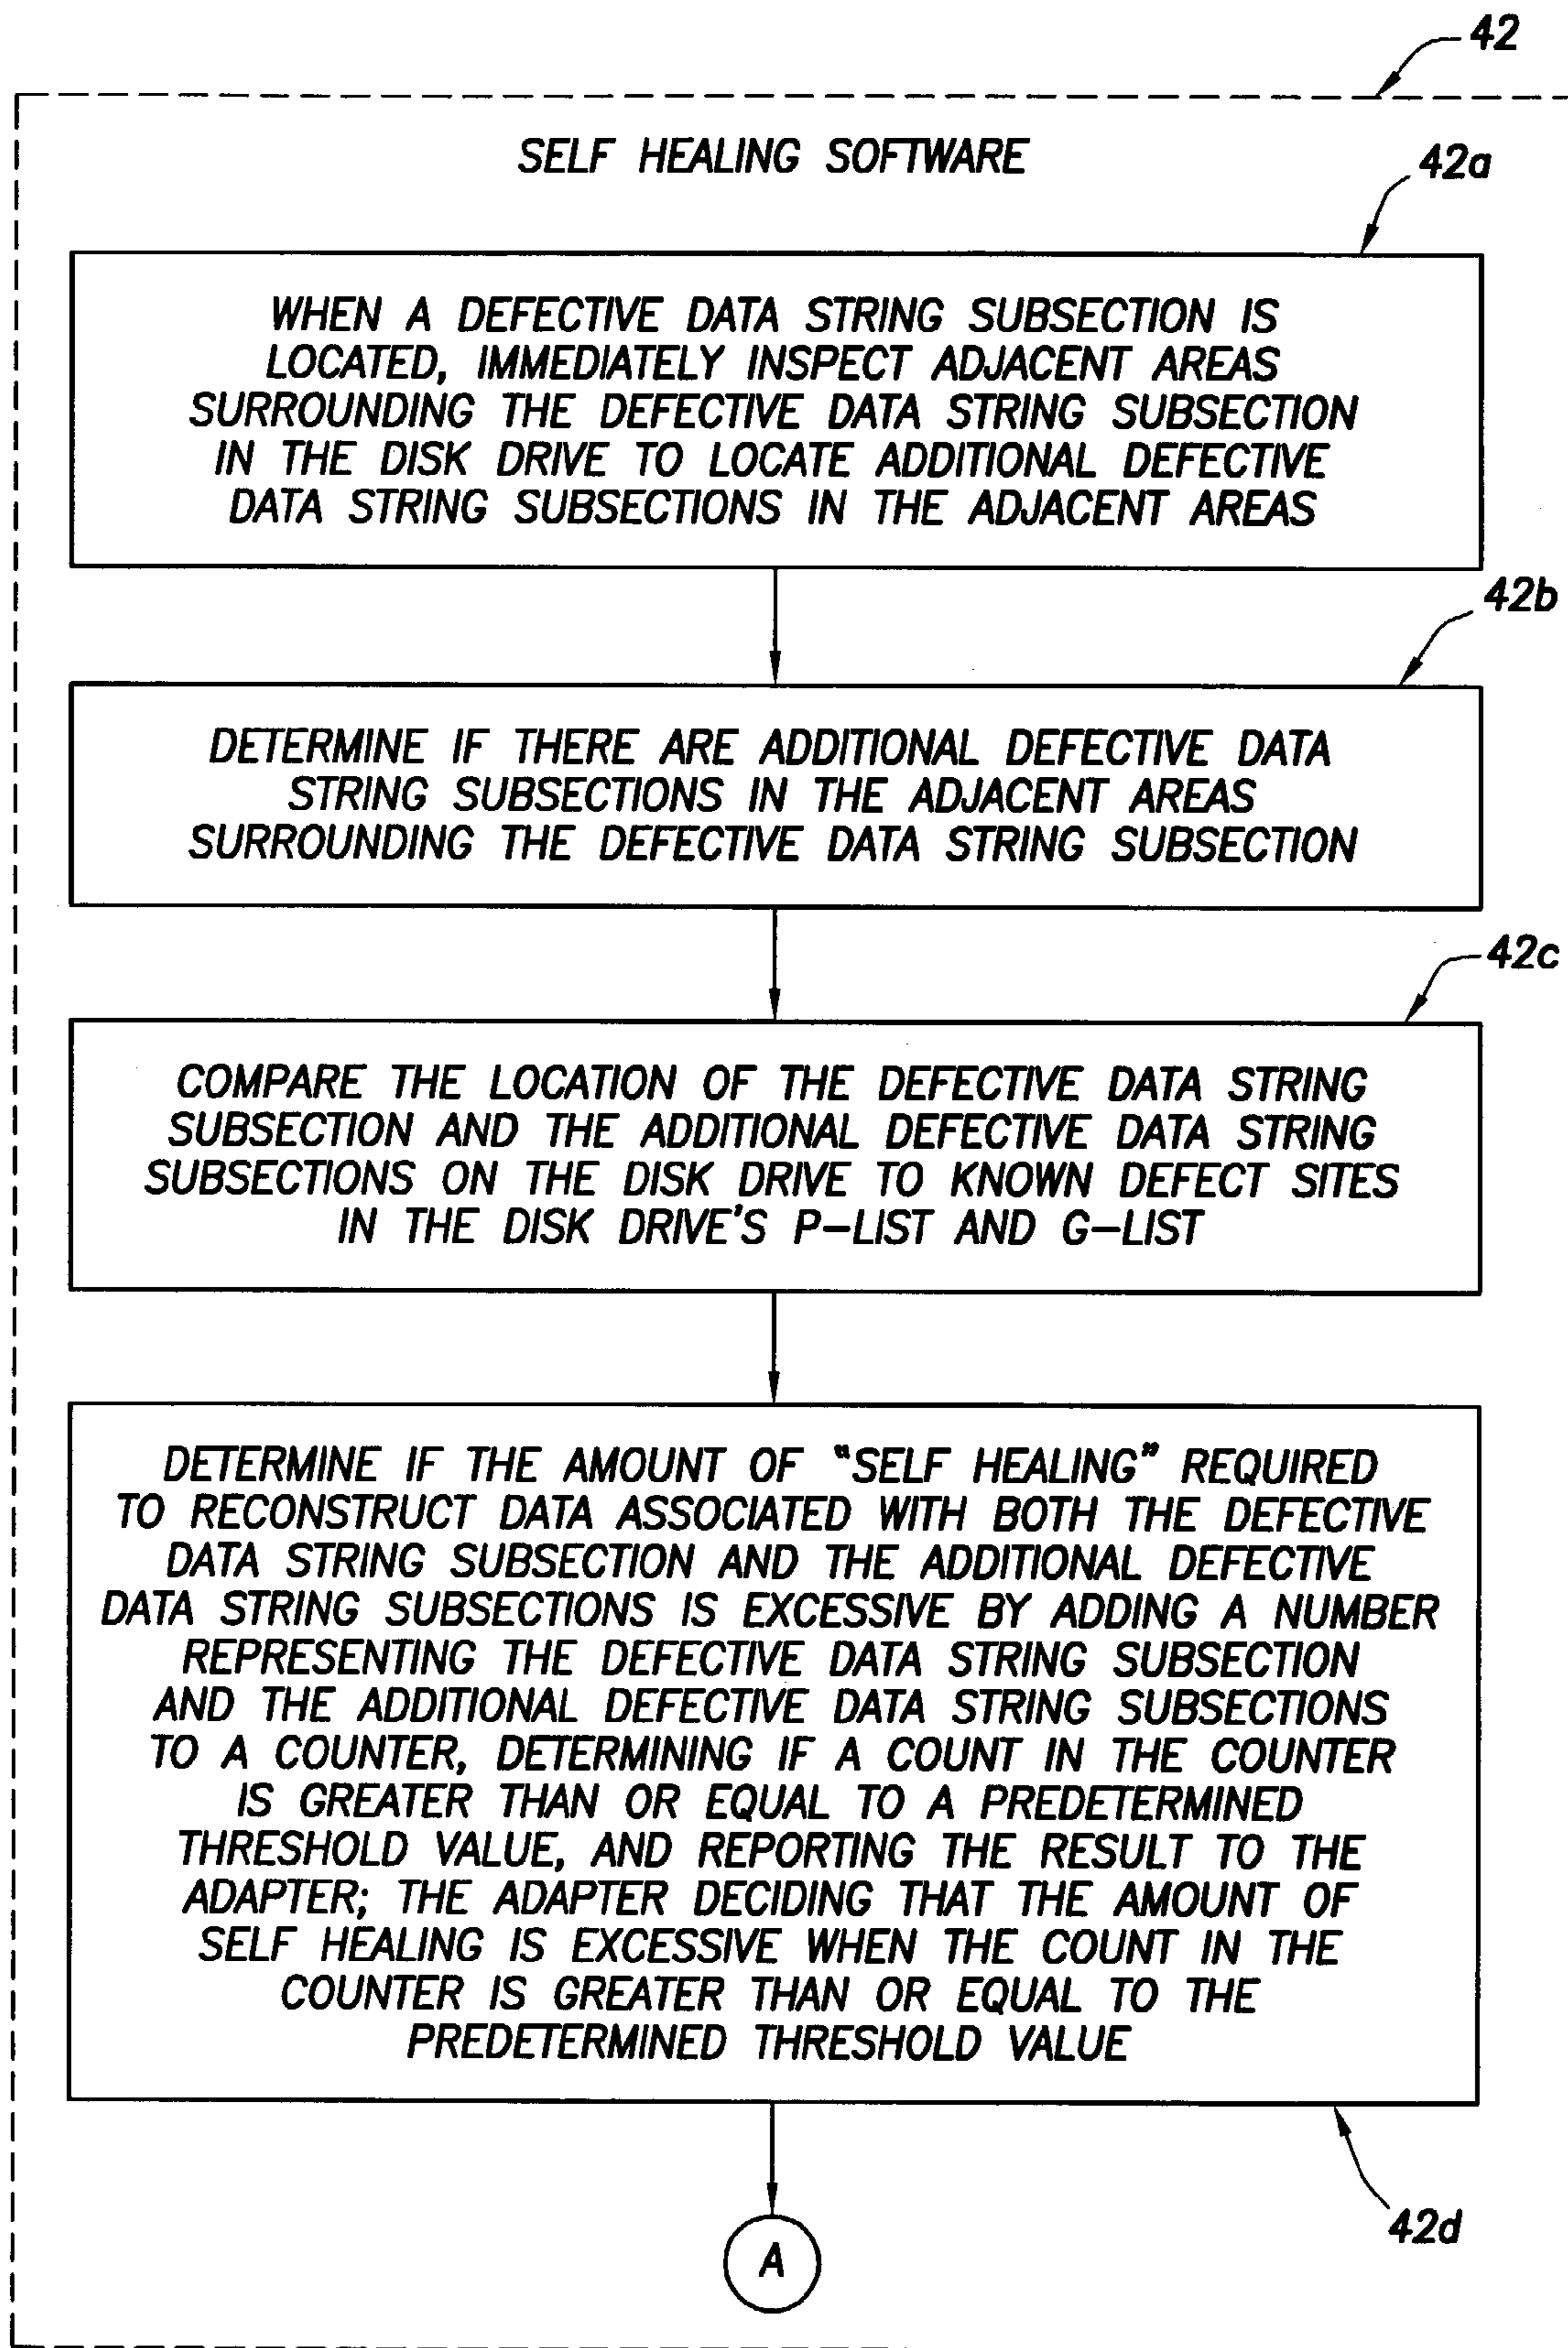 42
SELF HEALING SOFTWARE
42a
WHEN A DEFECTIVE DATA STRING SUBSECTION IS
LOCATED, IMMEDIATELY INSPECT ADJACENT AREAS
SURROUNDING THE DEFECTIVE DATA STRING SUBSECTION
IN THE DISK DRIVE TO LOCATE ADDITIONAL DEFECTIVE
DATA STRING SUBSECTIONS IN THE ADJACENT AREAS
42b
DETERMINE IF THERE ARE ADDITIONAL DEFECTIVE DATA
STRING SUBSECTIONS IN THE ADJACENT AREAS
SURROUNDING THE DEFECTIVE DATA STRING SUBSECTION
42c
COMPARE THE LOCATION OF THE DEFECTIVE DATA STRING
SUBSECTION AND THE ADDITIONAL DEFECTIVE DATA STRING
SUBSECTIONS ON THE DISK DRIVE TO KNOWN DEFECT SITES
IN THE DISK DRIVE'S P-LIST AND G-LIST
DETERMINE IF THE AMOUNT OF "SELF HEALING" REQUIRED
TO RECONSTRUCT DATA ASSOCIATED WITH BOTH THE DEFECTIVE
DATA STRING SUBSECTION AND THE ADDITIONAL DEFECTIVE
DATA STRING SUBSECTIONS IS EXCESSIVE BY ADDING A NUMBER
REPRESENTING THE DEFECTIVE DATA STRING SUBSECTION
AND THE ADDITIONAL DEFECTIVE DATA STRING SUBSECTIONS
TO A COUNTER, DETERMINING IF A COUNT IN THE COUNTER
IS GREATER THAN OR EQUAL TO A PREDETERMINED
THRESHOLD VALUE, AND REPORTING THE RESULT TO THE
ADAPTER; THE ADAPTER DECIDING THAT THE AMOUNT OF
SELF HEALING IS EXCESSIVE WHEN THE COUNT IN THE
COUNTER IS GREATER THAN OR EQUAL TO THE
PREDETERMINED THRESHOLD VALUE
42d
A